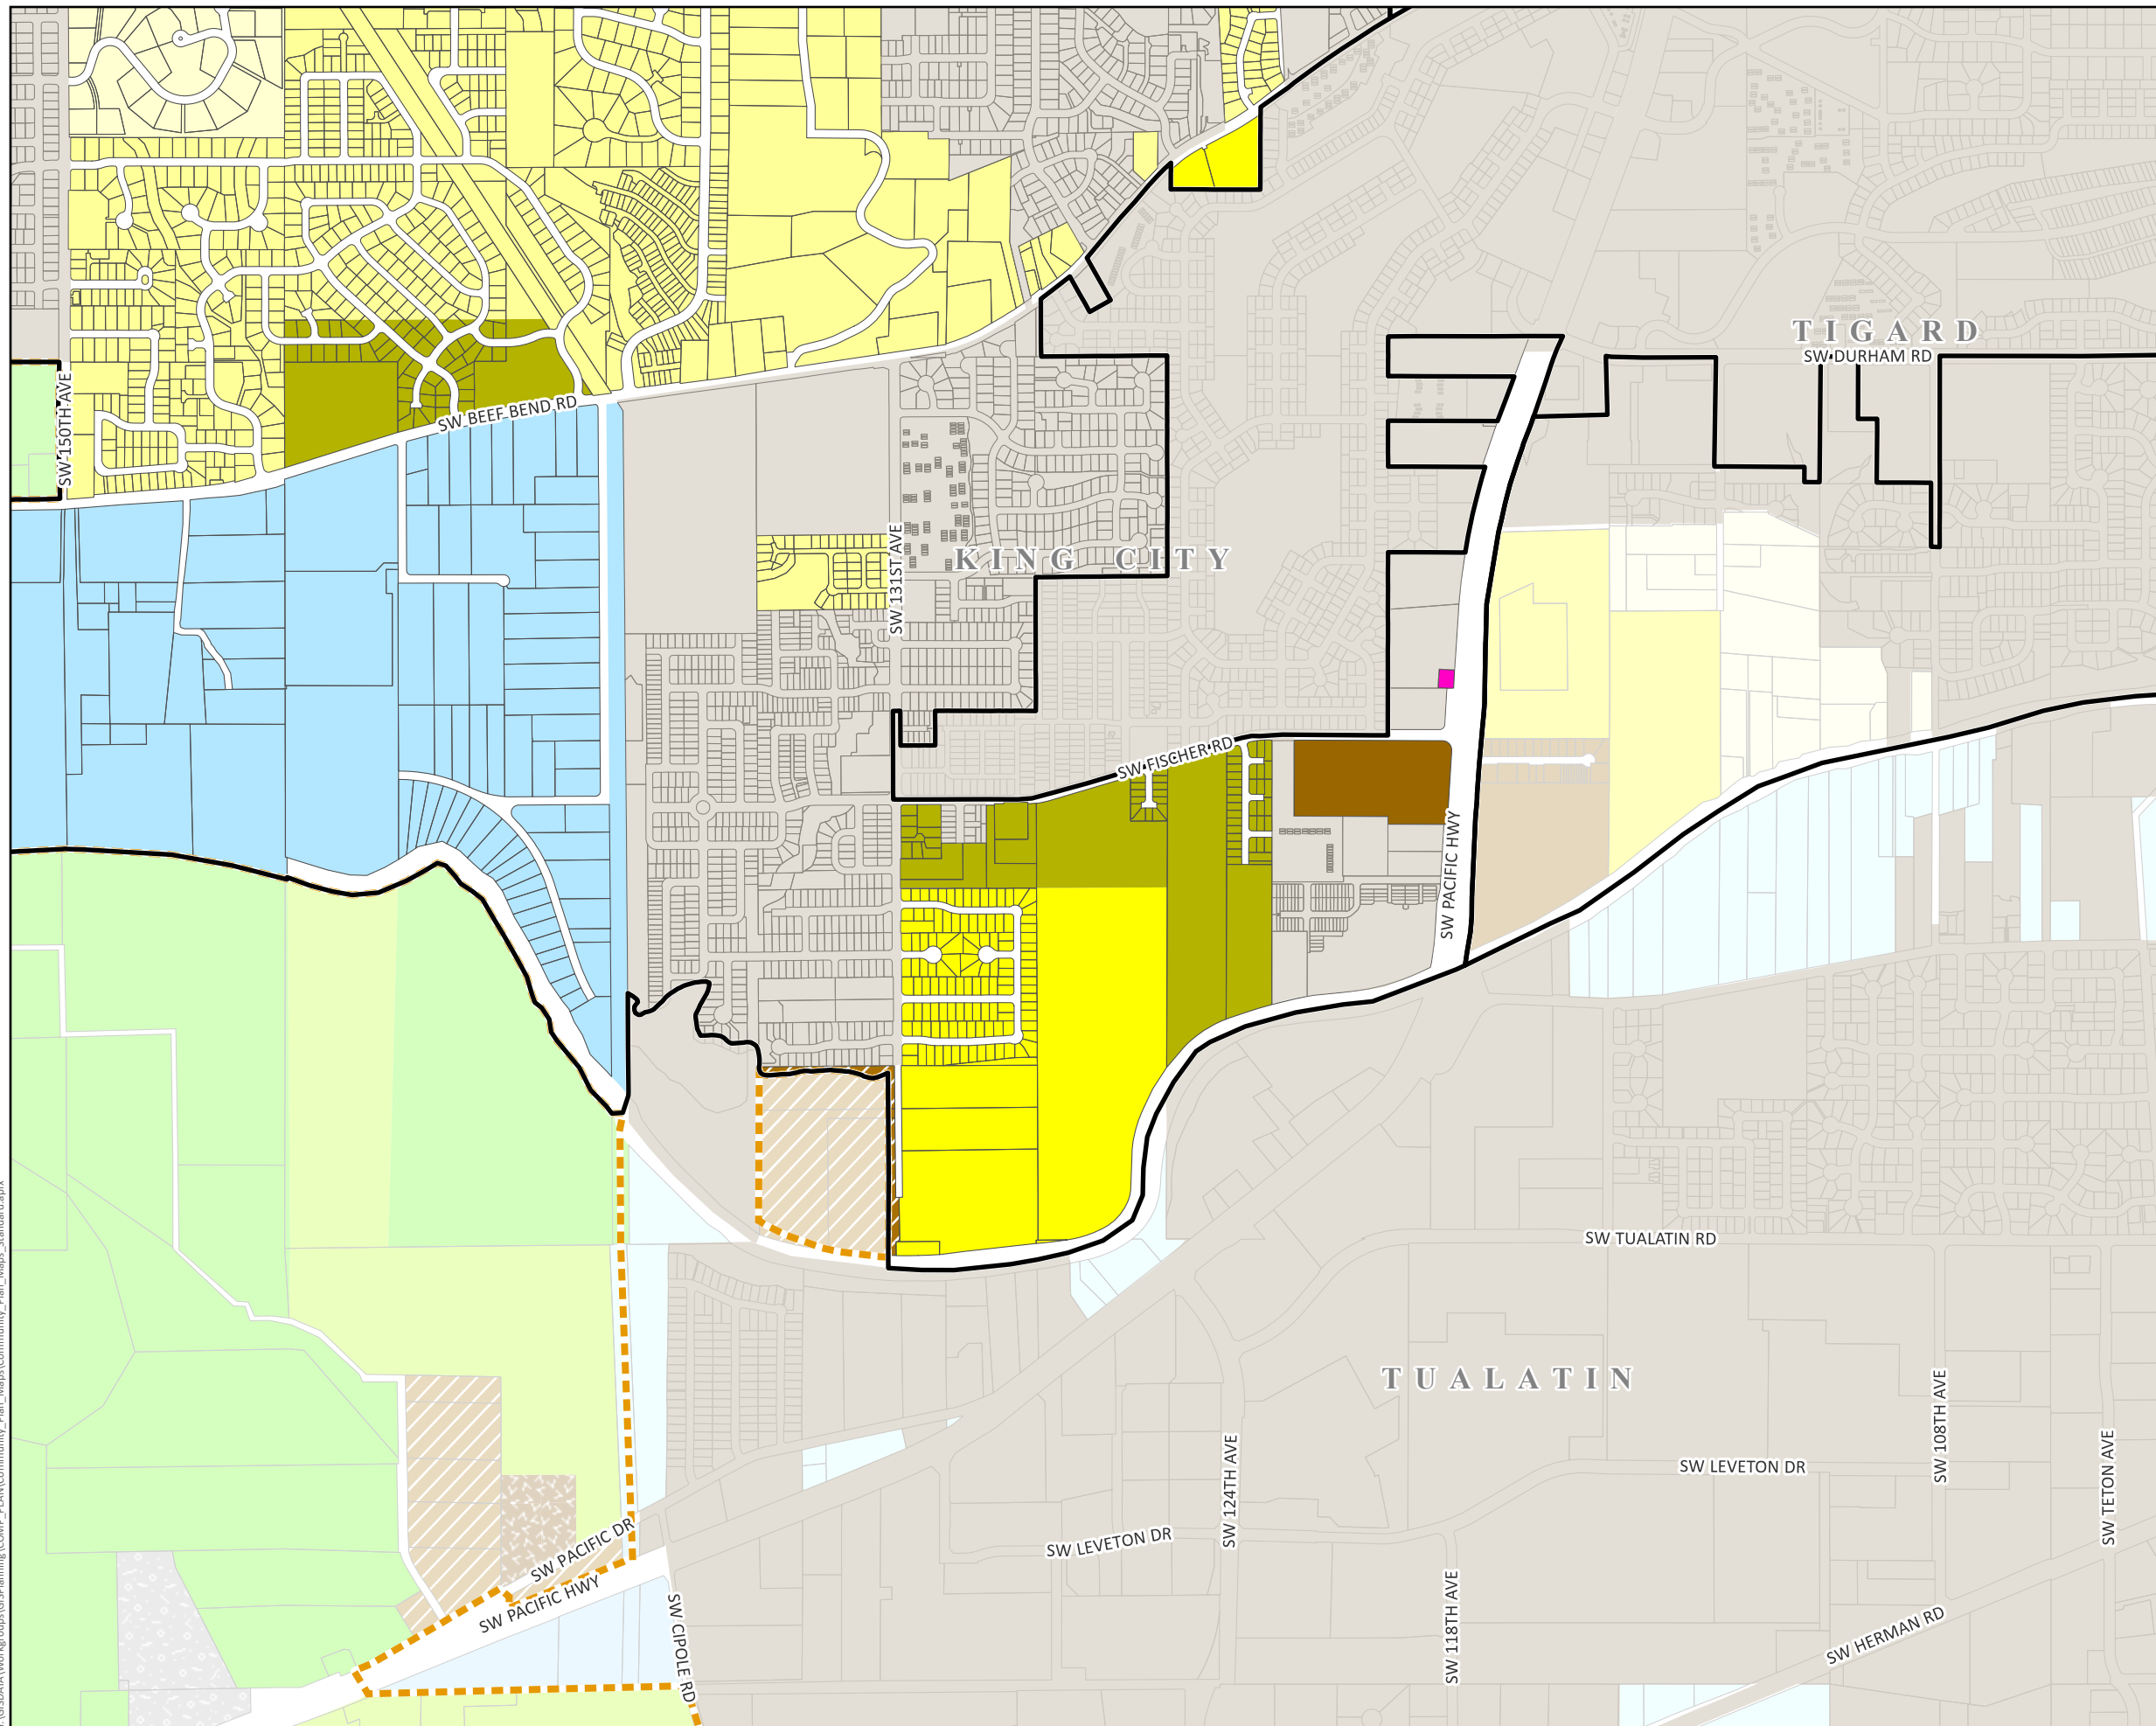 TIGARD
SW DURHAM RD
SW 150TH AVE
SW BEEF BEND RD
KING CITY
SW 131ST AVE
SW FISCHER RD
SW PACIFIC HWY
SW TUALATIN RD
TUALATIN
SW 124TH AVE
SW 108TH AVE
SW LEVETON DR
SW TETON AVE
SW LEVETON DR
SW PACIFIC DR
SW PACIFIC HWY
SW CIPOLE RD
SW 118TH AVE
SW HERMAN RD